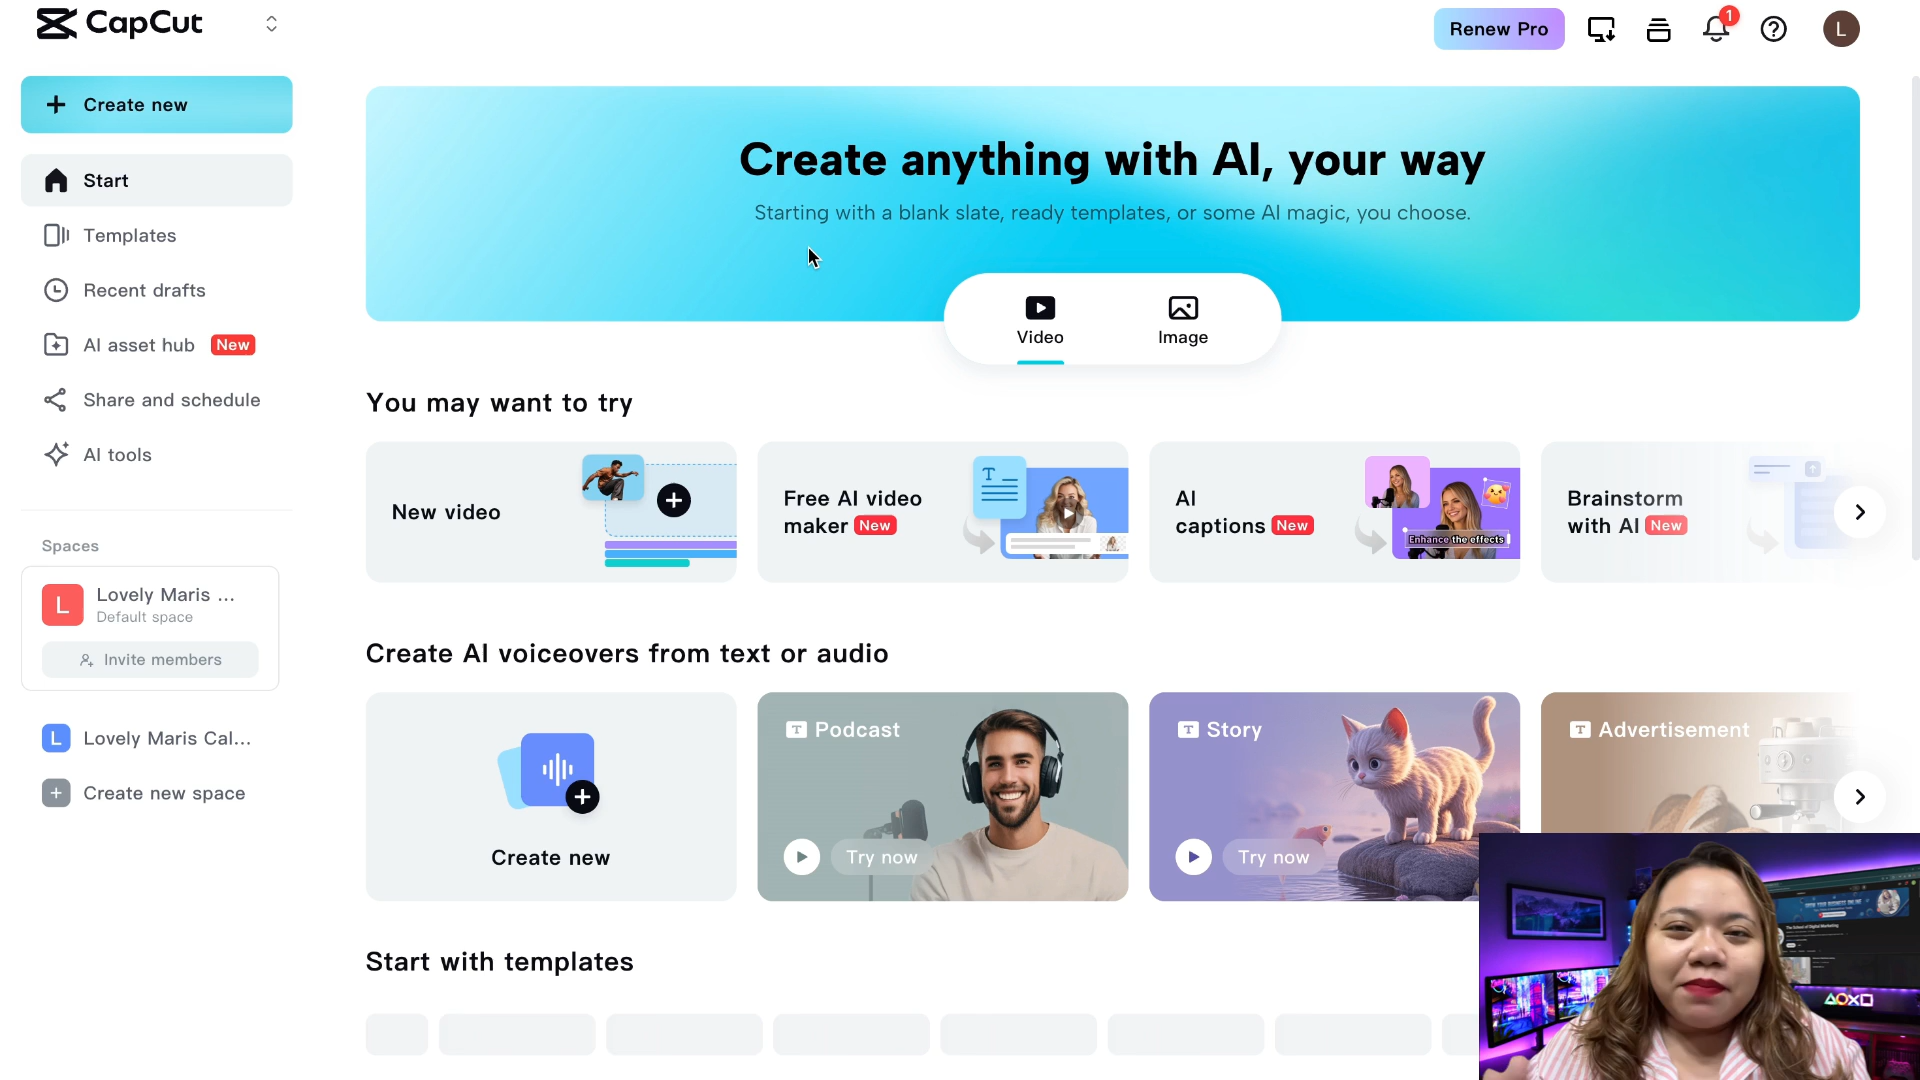 CapCut
Renew Pro
1
L
Create new
Start
Templates
Recent drafts
AI asset hub New
Share and schedule
AI tools
Spaces
L
Lovely Maris ...
Default space
Invite members
L Lovely Maris Cal...
Create new space
Create anything with AI, your way
Starting with a blank slate, ready templates, or some AI magic, you choose.
Video
Image
You may want to try
New video
Free AI video
maker New
T
AI
captions New
Enhance the effects
Brainstorm
with AI New
Create AI voiceovers from text or audio
Create new
T Podcast
Try now
T Story
Try now
T Advertisement
Start with templates